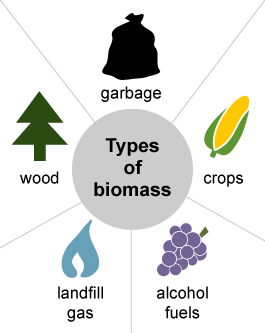 garbage
Types
of
biomass
wood
crops
landfill
gas
alcohol
fuels